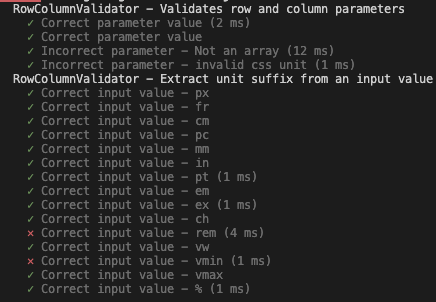 RowColumnValidator – Validates row and column parameters
✓ Correct parameter value (2 ms)
✓ Correct parameter value
✓ Incorrect parameter – Not an array (12 ms)
✓ Incorrect parameter – invalid css unit (1 ms)
RowColumnValidator – Extract unit suffix from an input value
✓ Correct input value – px
✓ Correct input value – fr
✓ Correct input value – cm
✓ Correct input value – pc
✓ Correct input value – mm
✓ Correct input value – in
✓ Correct input value – pt (1 ms)
✓ Correct input value – em
✓ Correct input value – ex (1 ms)
✓ Correct input value – ch
✕ Correct input value – rem (4 ms)
✓ Correct input value – vw
✕ Correct input value – vmin (1 ms)
✓ Correct input value – vmax
✓ Correct input value – % (1 ms)